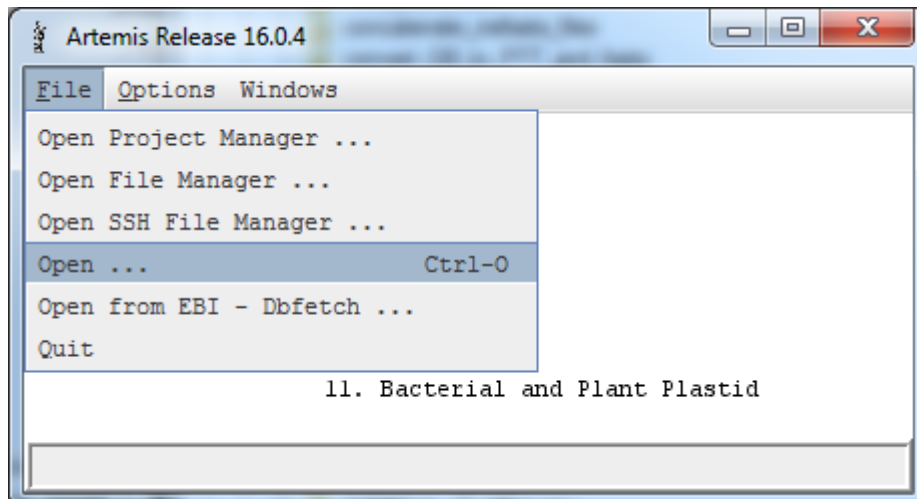 Artemis Release 16.0.4
File Options Windows
Open Project Manager ...
Open File Manager ...
Open SSH File Manager ...
Open ... Ctrl-O
Open from EBI - Dbfetch ...
Quit
11. Bacterial and Plant Plastid